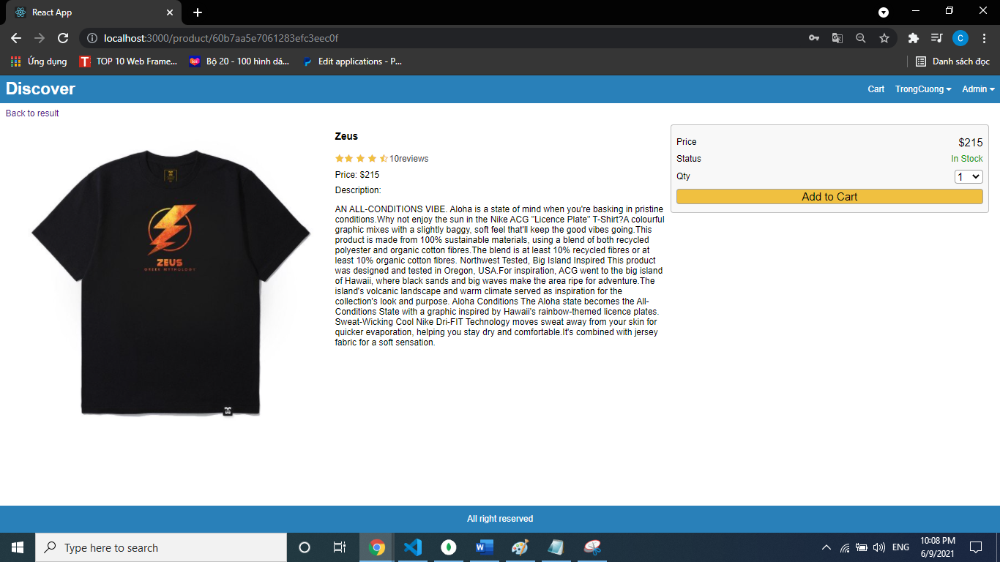 React App
localhost:3000/product/60b7aa5e7061283efc3eec0f
C
Ứng dụng
T
TOP 10 Web Frame...
Bộ 20 - 100 hình dá...
Edit applications - P...
Danh sách đọc
Discover
Cart
TrongCuong
Admin
Back to result
ZEUS
GREEK MYTHOLOGY
Zeus
10reviews
Price: $215
Description:
AN ALL-CONDITIONS VIBE. Aloha is a state of mind when you're basking in pristine
conditions.Why not enjoy the sun in the Nike ACG "Licence Plate" T-Shirt?A colourful
graphic mixes with a slightly baggy, soft feel that'll keep the good vibes going.This
product is made from 100% sustainable materials, using a blend of both recycled
polyester and organic cotton fibres.The blend is at least 10% recycled fibres or at
least 10% organic cotton fibres. Northwest Tested, Big Island Inspired This product
was designed and tested in Oregon, USA.For inspiration, ACG went to the big island
of Hawaii, where black sands and big waves make the area ripe for adventure.The
island's volcanic landscape and warm climate served as inspiration for the
collection's look and purpose. Aloha Conditions The Aloha state becomes the All-
Conditions State with a graphic inspired by Hawaii's rainbow-themed licence plates.
Sweat-Wicking Cool Nike Dri-FIT Technology moves sweat away from your skin for
quicker evaporation, helping you stay dry and comfortable.It's combined with jersey
fabric for a soft sensation.
Price $215
Status In Stock
Qty 1
Add to Cart
All right reserved
Type here to search
ENG
10:08 PM
6/9/2021